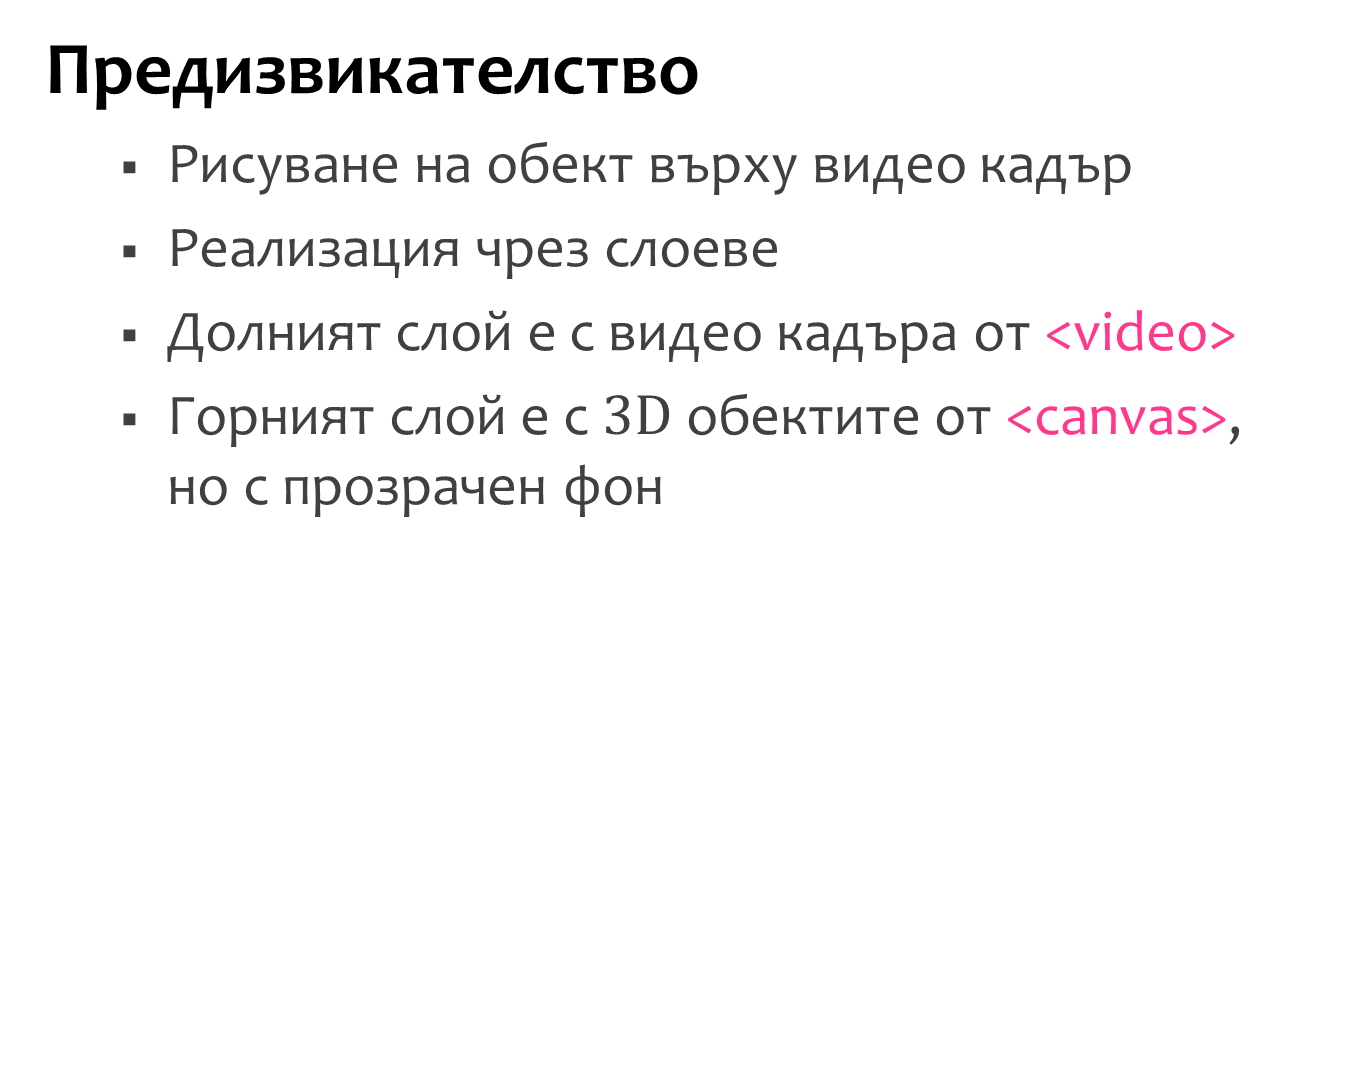 Предизвикателство
▪ Рисуване на обект върху видео кадър
▪ Реализация чрез слоеве
▪ Долният слой е с видео кадъра от <video>
▪ Горният слой е с 3D обектите от <canvas>,
но с прозрачен фон